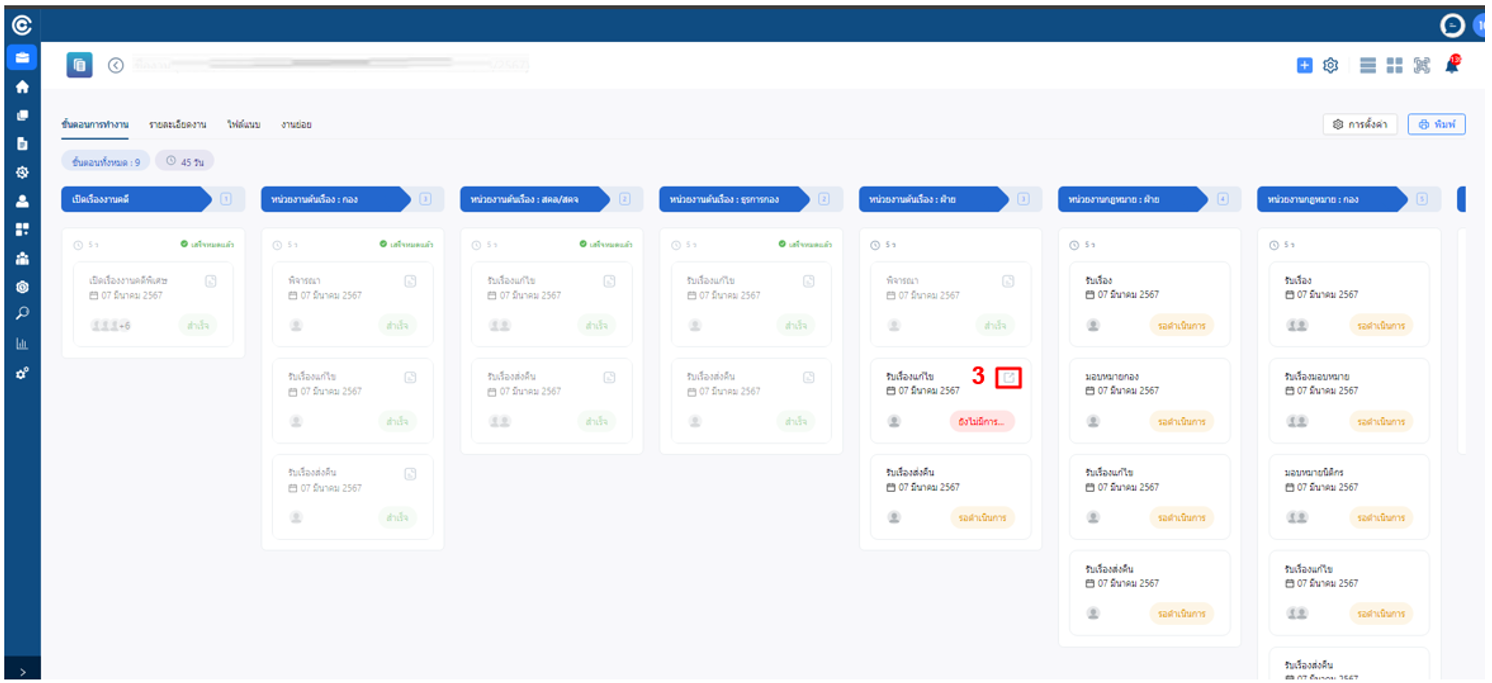 ขั้นตอนการทำงาน รายละเอียดงาน ไฟล์แนบ งานย่อย
การตั้งค่า พิมพ์
ขั้นตอนทั้งหมด : 9 45 วัน
เปิดเรื่องงานคดี 1
หน่วยงานต้นเรื่อง : กอง 3
หน่วยงานต้นเรื่อง : สคล/สคจ 2
หน่วยงานต้นเรื่อง : ธุรการกอง 2
หน่วยงานต้นเรื่อง : ฝ่าย 3
หน่วยงานกฎหมาย : ฝ่าย 4
หน่วยงานกฎหมาย : กอง 5
5 ว เสร็จหมดแล้ว
เปิดเรื่องงานคดีพิเศษ
07 มีนาคม 2567
+6 สำเร็จ
5 ว เสร็จหมดแล้ว
พิจารณา
07 มีนาคม 2567
สำเร็จ
รับเรื่องแก้ไข
07 มีนาคม 2567
สำเร็จ
รับเรื่องส่งคืน
07 มีนาคม 2567
สำเร็จ
5 ว เสร็จหมดแล้ว
รับเรื่องแก้ไข
07 มีนาคม 2567
สำเร็จ
รับเรื่องส่งคืน
07 มีนาคม 2567
สำเร็จ
5 ว เสร็จหมดแล้ว
รับเรื่องแก้ไข
07 มีนาคม 2567
สำเร็จ
รับเรื่องส่งคืน
07 มีนาคม 2567
สำเร็จ
5 ว
พิจารณา
07 มีนาคม 2567
สำเร็จ
รับเรื่องแก้ไข 3
07 มีนาคม 2567
ยังไม่มีการ...
รับเรื่องส่งคืน
07 มีนาคม 2567
รอดำเนินการ
5 ว
รับเรื่อง
07 มีนาคม 2567
รอดำเนินการ
มอบหมายกอง
07 มีนาคม 2567
รอดำเนินการ
รับเรื่องแก้ไข
07 มีนาคม 2567
รอดำเนินการ
รับเรื่องส่งคืน
07 มีนาคม 2567
รอดำเนินการ
5 ว
รับเรื่อง
07 มีนาคม 2567
รอดำเนินการ
รับเรื่องมอบหมาย
07 มีนาคม 2567
รอดำเนินการ
มอบหมายนิติกร
07 มีนาคม 2567
รอดำเนินการ
รับเรื่องแก้ไข
07 มีนาคม 2567
รอดำเนินการ
รับเรื่องส่งคืน
07 มีนาคม 2567